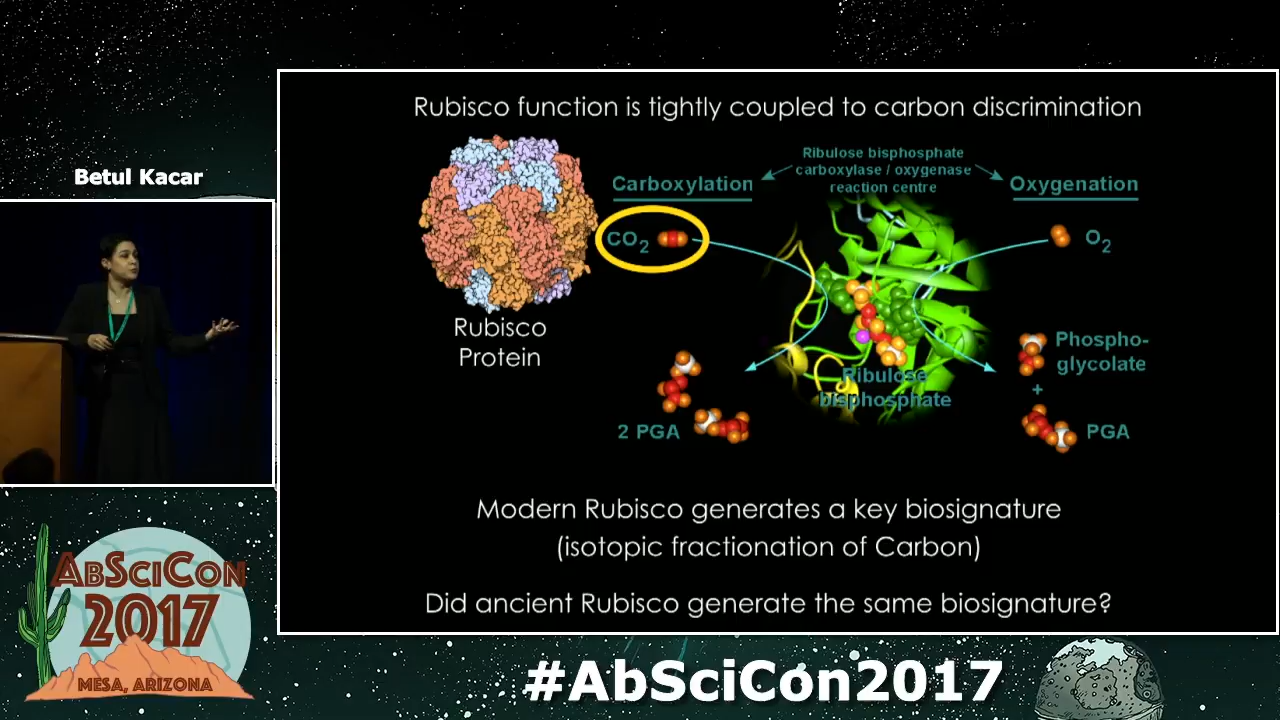 Betul Kacar
Rubisco function is tightly coupled to carbon discrimination
Ribulose bisphosphate
carboxylase / oxygenase
reaction centre
Carboxylation
Oxygenation
CO2
O2
Rubisco
Protein
Phospho-
glycolate
+
Ribulose
bisphosphate
2 PGA
PGA
Modern Rubisco generates a key biosignature
(isotopic fractionation of Carbon)
Did ancient Rubisco generate the same biosignature?
AbSciCon
2017
MESA, ARIZONA
#AbSciCon2017